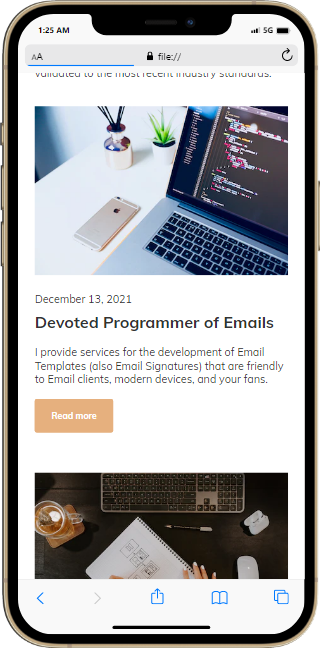 1:25 AM
5G
AA
file://
validated to the most recent industry standards.
December 13, 2021
Devoted Programmer of Emails
I provide services for the development of Email
Templates (also Email Signatures) that are friendly
to Email clients, modern devices, and your fans.
Read more